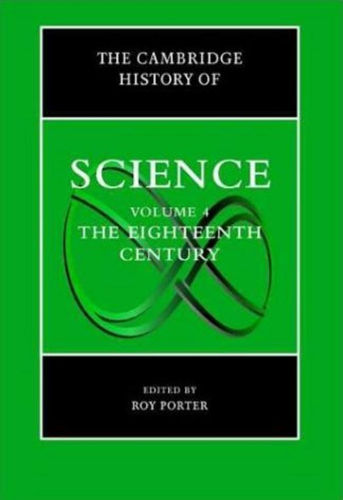 THE CAMBRIDGE
HISTORY OF
SCIENCE
VOLUME 4
THE EIGHTEENTH
CENTURY
EDITED BY
ROY PORTER